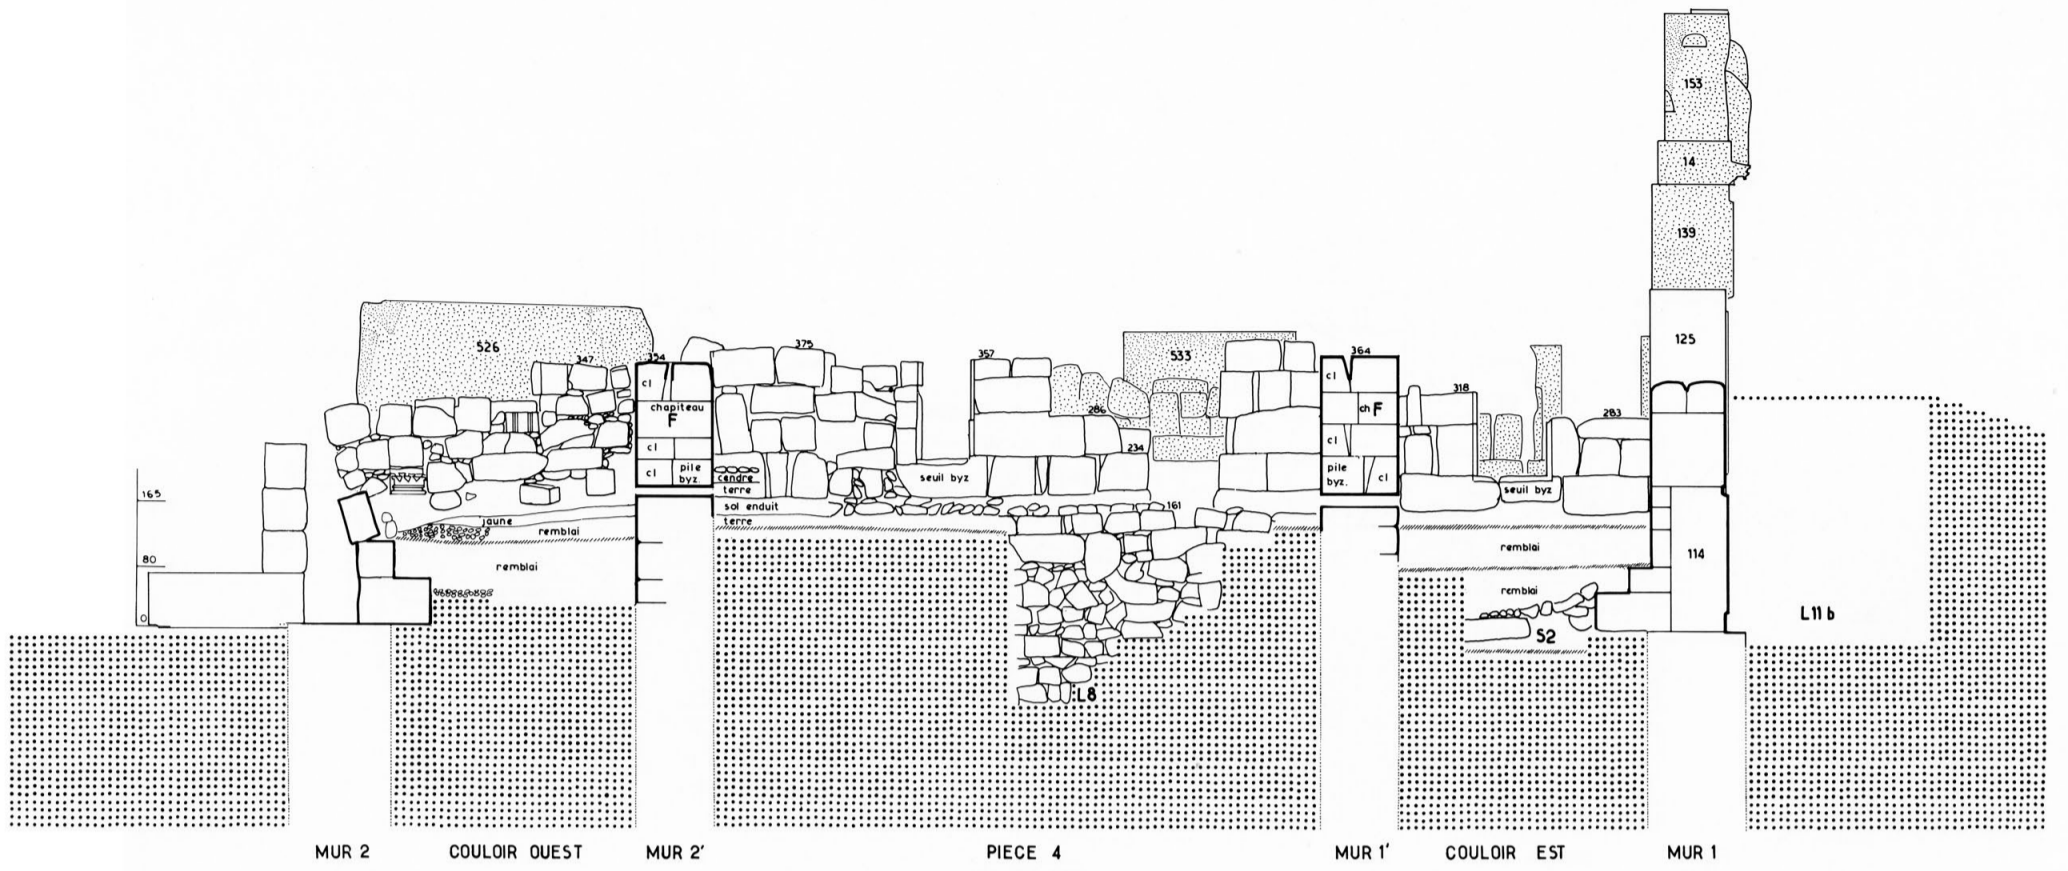 153
14
139
125
114
L11 b
526
347
354
375
357
533
286
234
364
318
283
cl
chapiteau
F
cl
cl
pile
byz.
cendre
terre
sol enduit
terre
seuil byz
161
cl
ch F
cl
pile
byz.
cl
seuil byz
165
80
0
jaune
remblai
remblai
remblai
remblai
S2
L8
MUR 2
COULOIR OUEST
MUR 2'
PIECE 4
MUR 1'
COULOIR EST
MUR 1